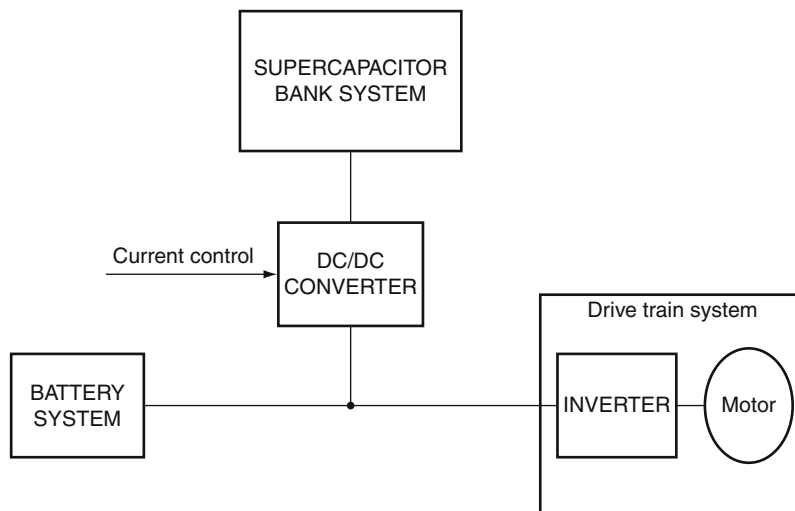 SUPERCAPACITOR
BANK SYSTEM
Current control
DC/DC
CONVERTER
Drive train system
BATTERY
SYSTEM
INVERTER
Motor